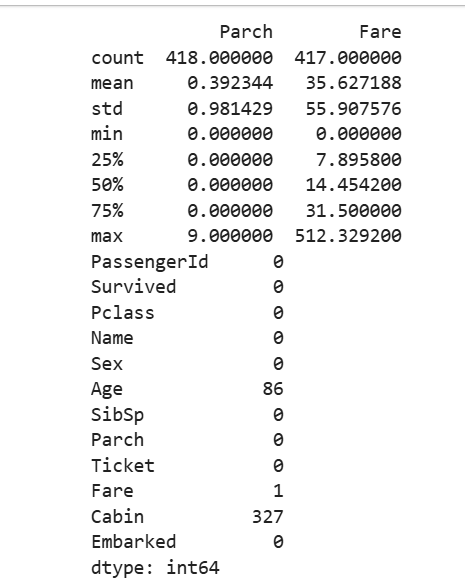 Parch Fare
count 418.000000 417.000000
mean 0.392344 35.627188
std 0.981429 55.907576
min 0.000000 0.000000
25% 0.000000 7.895800
50% 0.000000 14.454200
75% 0.000000 31.500000
max 9.000000 512.329200
PassengerId 0
Survived 0
Pclass 0
Name 0
Sex 0
Age 86
SibSp 0
Parch 0
Ticket 0
Fare 1
Cabin 327
Embarked 0
dtype: int64